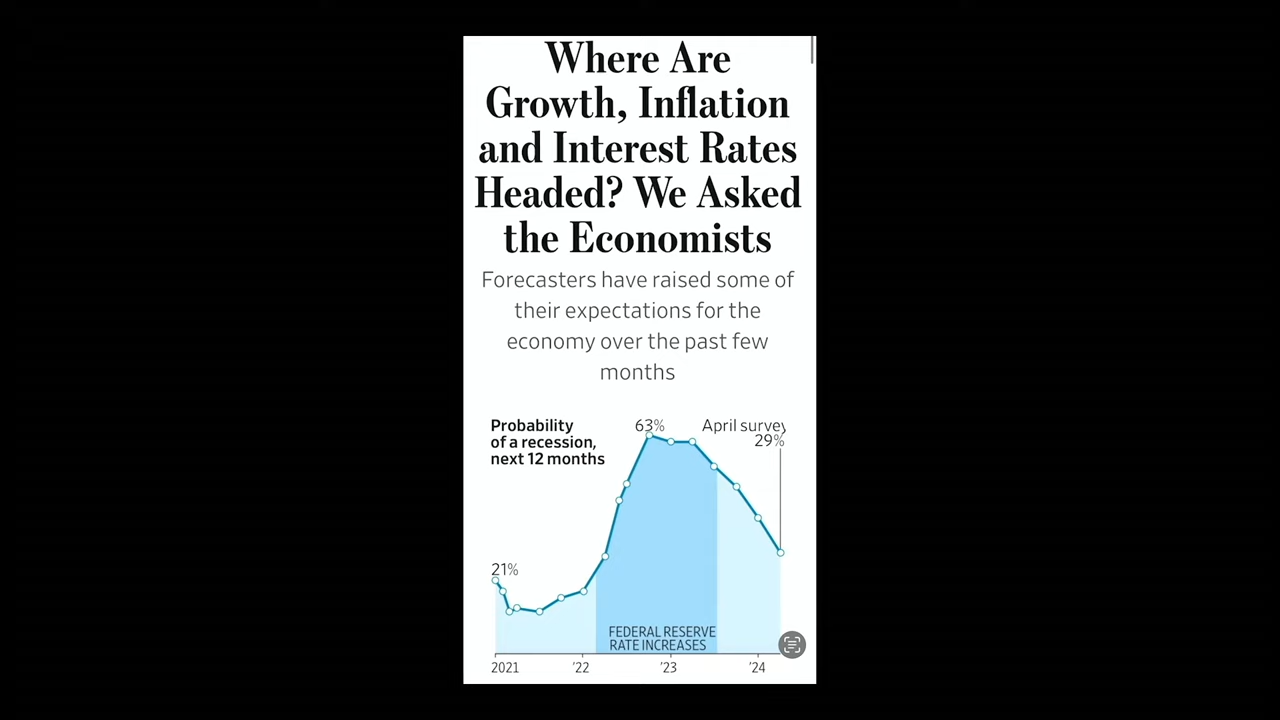 Where Are
Growth, Inflation
and Interest Rates
Headed? We Asked
the Economists
Forecasters have raised some of
their expectations for the
economy over the past few
months
Probability
of a recession,
next 12 months
63%
April survey
29%
21%
FEDERAL RESERVE
RATE INCREASES
2021 '22 '23 '24